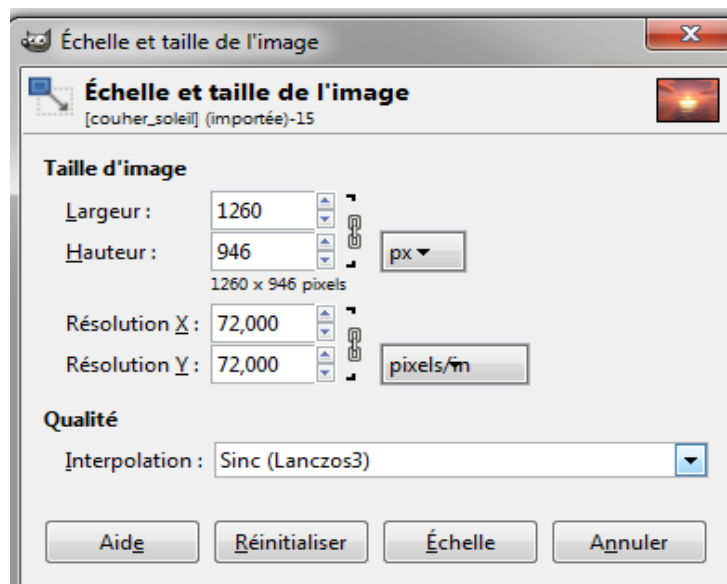 Échelle et taille de l'image
Échelle et taille de l'image
[couher_soleil] (importée)-15
Taille d'image
Largeur : 1260
Hauteur : 946 px
1260 x 946 pixels
Résolution X : 72,000
Résolution Y : 72,000 pixels/in
Qualité
Interpolation : Sinc (Lanczos3)
Aide Réinitialiser Échelle Annuler